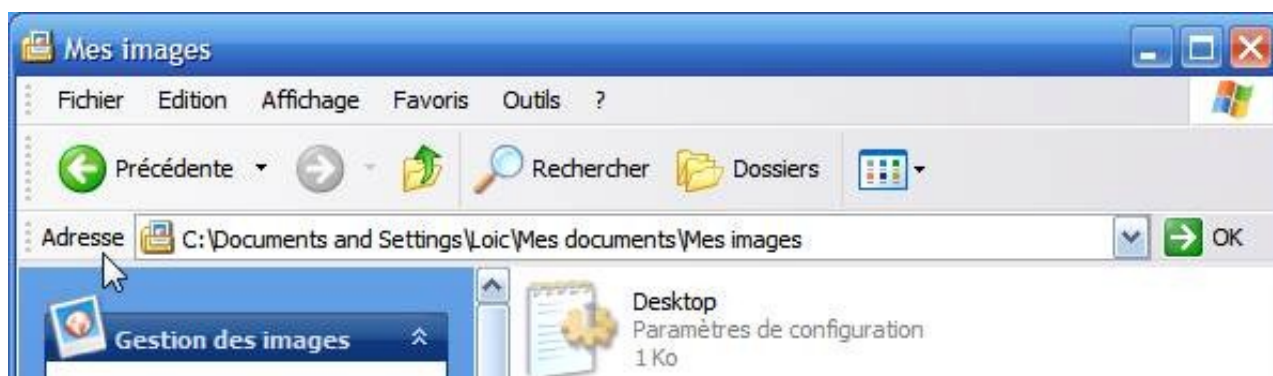 Mes images
Fichier Edition Affichage Favoris Outils ?
Précédente Rechercher Dossiers
Adresse C:\Documents and Settings\Loic\Mes documents\Mes images OK
Desktop
Paramètres de configuration
1 Ko
Gestion des images